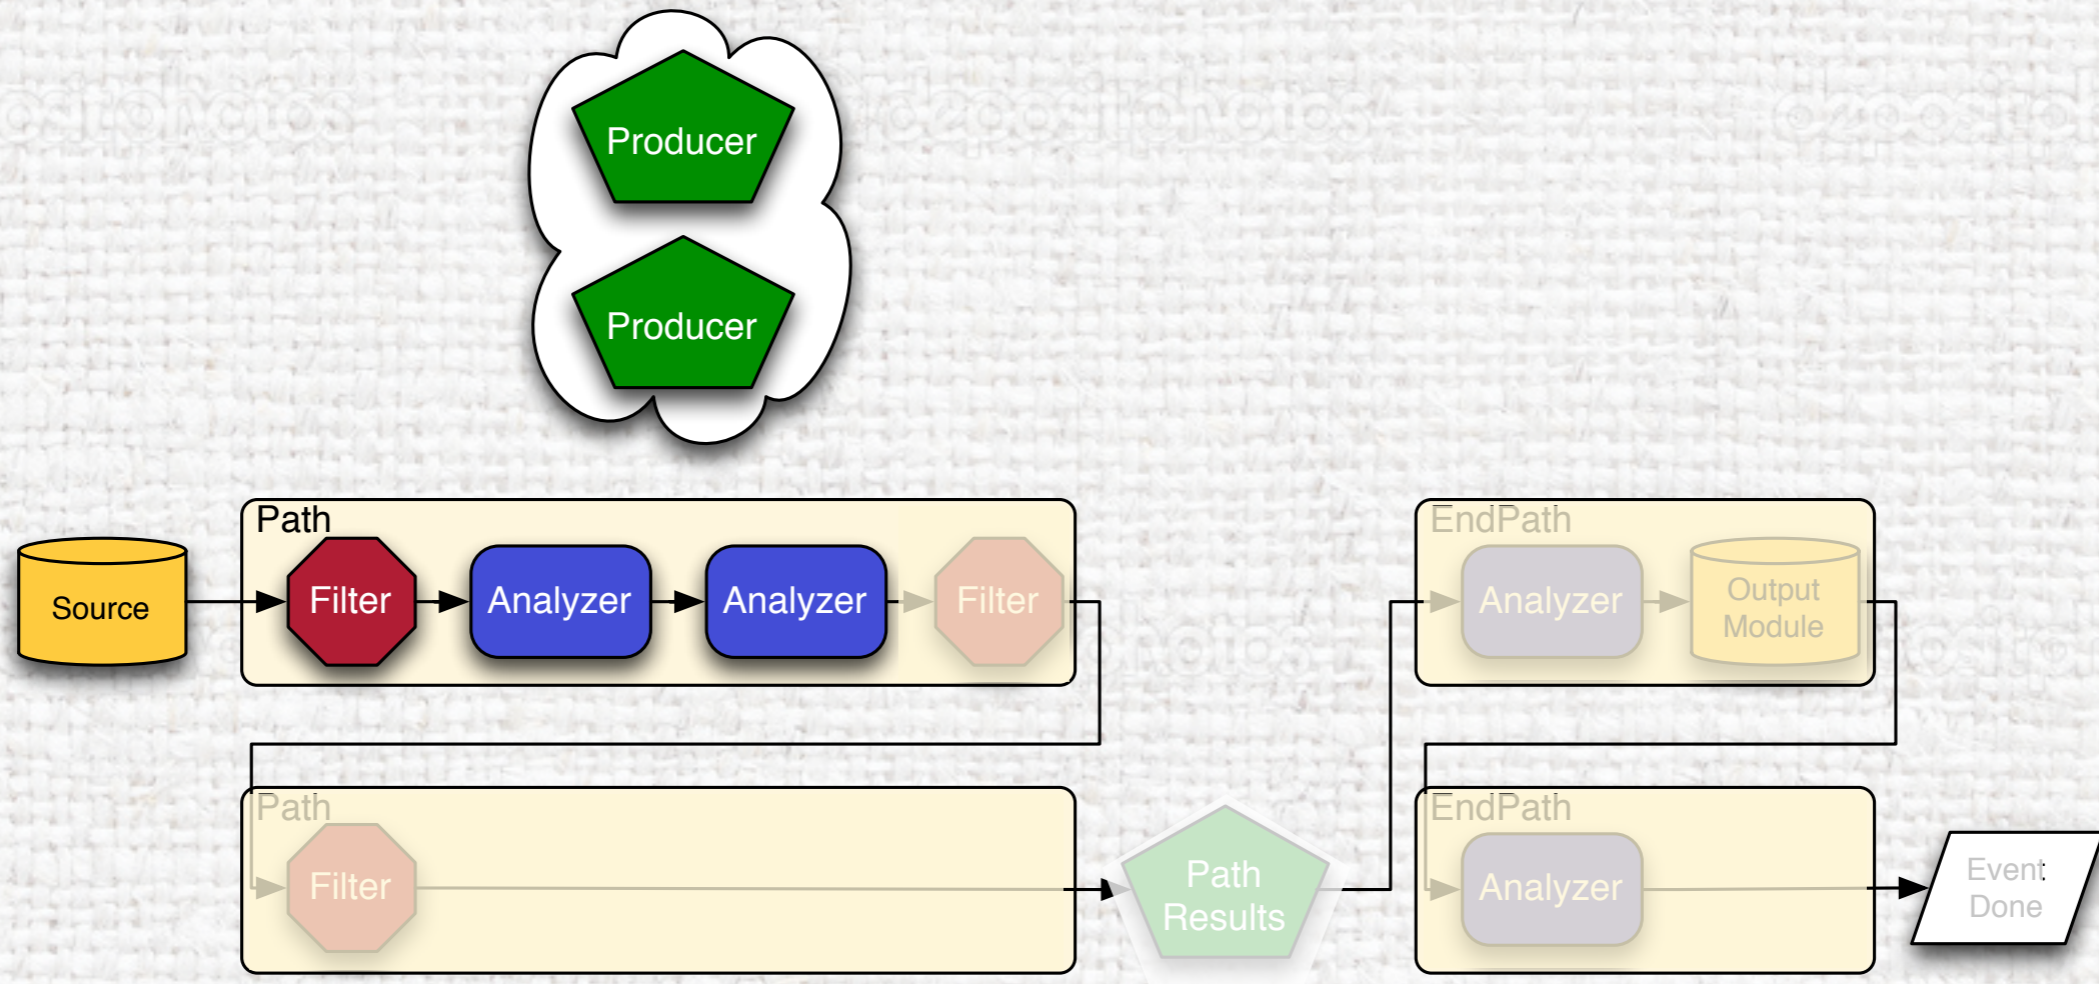 Producer
Producer
Path
Source
Filter
Analyzer
Analyzer
Filter
EndPath
Analyzer
Output
Module
Path
Filter
Path
Results
EndPath
Analyzer
Event
Done
depositphotos